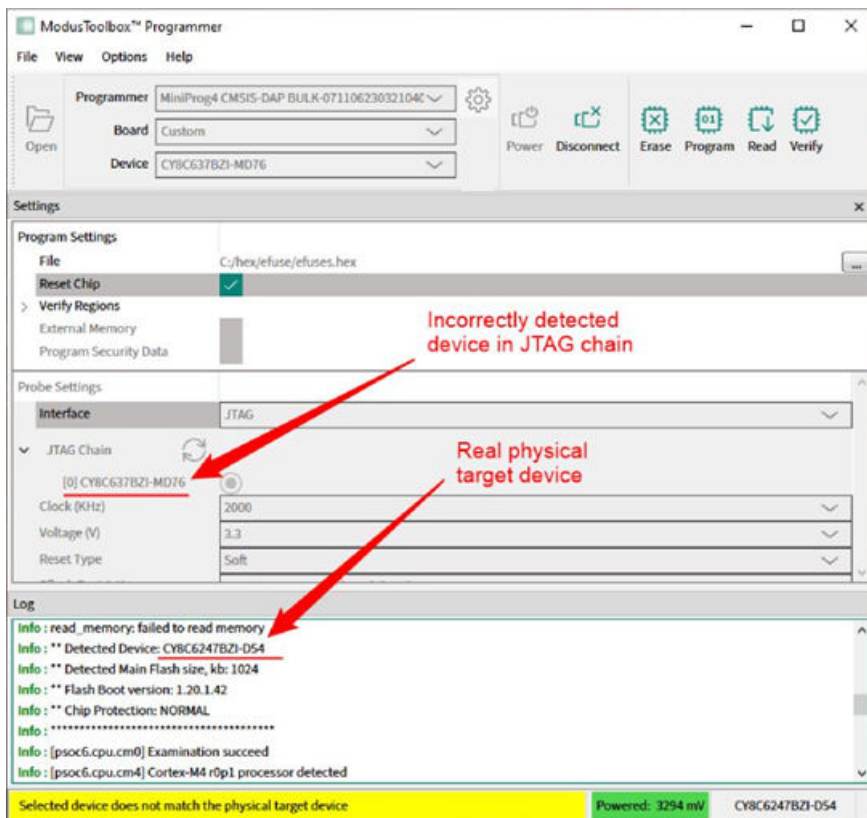 ModusToolbox™ Programmer
File View Options Help
Open
Programmer MiniProg4 CMSIS-DAP BULK-0711062303210400
Board Custom
Device CY8C637BZI-MD76
Power Disconnect Erase Program Read Verify
Settings
Program Settings
File C:/hex/efuse/efuses.hex ...
Reset Chip
Verify Regions
External Memory
Program Security Data
Incorrectly detected
device in JTAG chain
Probe Settings
Interface JTAG
JTAG Chain
[0] CY8C637BZI-MD76
Real physical
target device
Clock (KHz) 2000
Voltage (V) 3.3
Reset Type Soft
Log
Info : read_memory: failed to read memory
Info : ** Detected Device: CY8C6247BZI-D54
Info : ** Detected Main Flash size, kb: 1024
Info : ** Flash Boot version: 1.20.1.42
Info : ** Chip Protection: NORMAL
Info : ***************************************
Info : [psoc6.cpu.cm0] Examination succeed
Info : [psoc6.cpu.cm4] Cortex-M4 r0p1 processor detected
Selected device does not match the physical target device Powered: 3294 mV CY8C6247BZI-D54